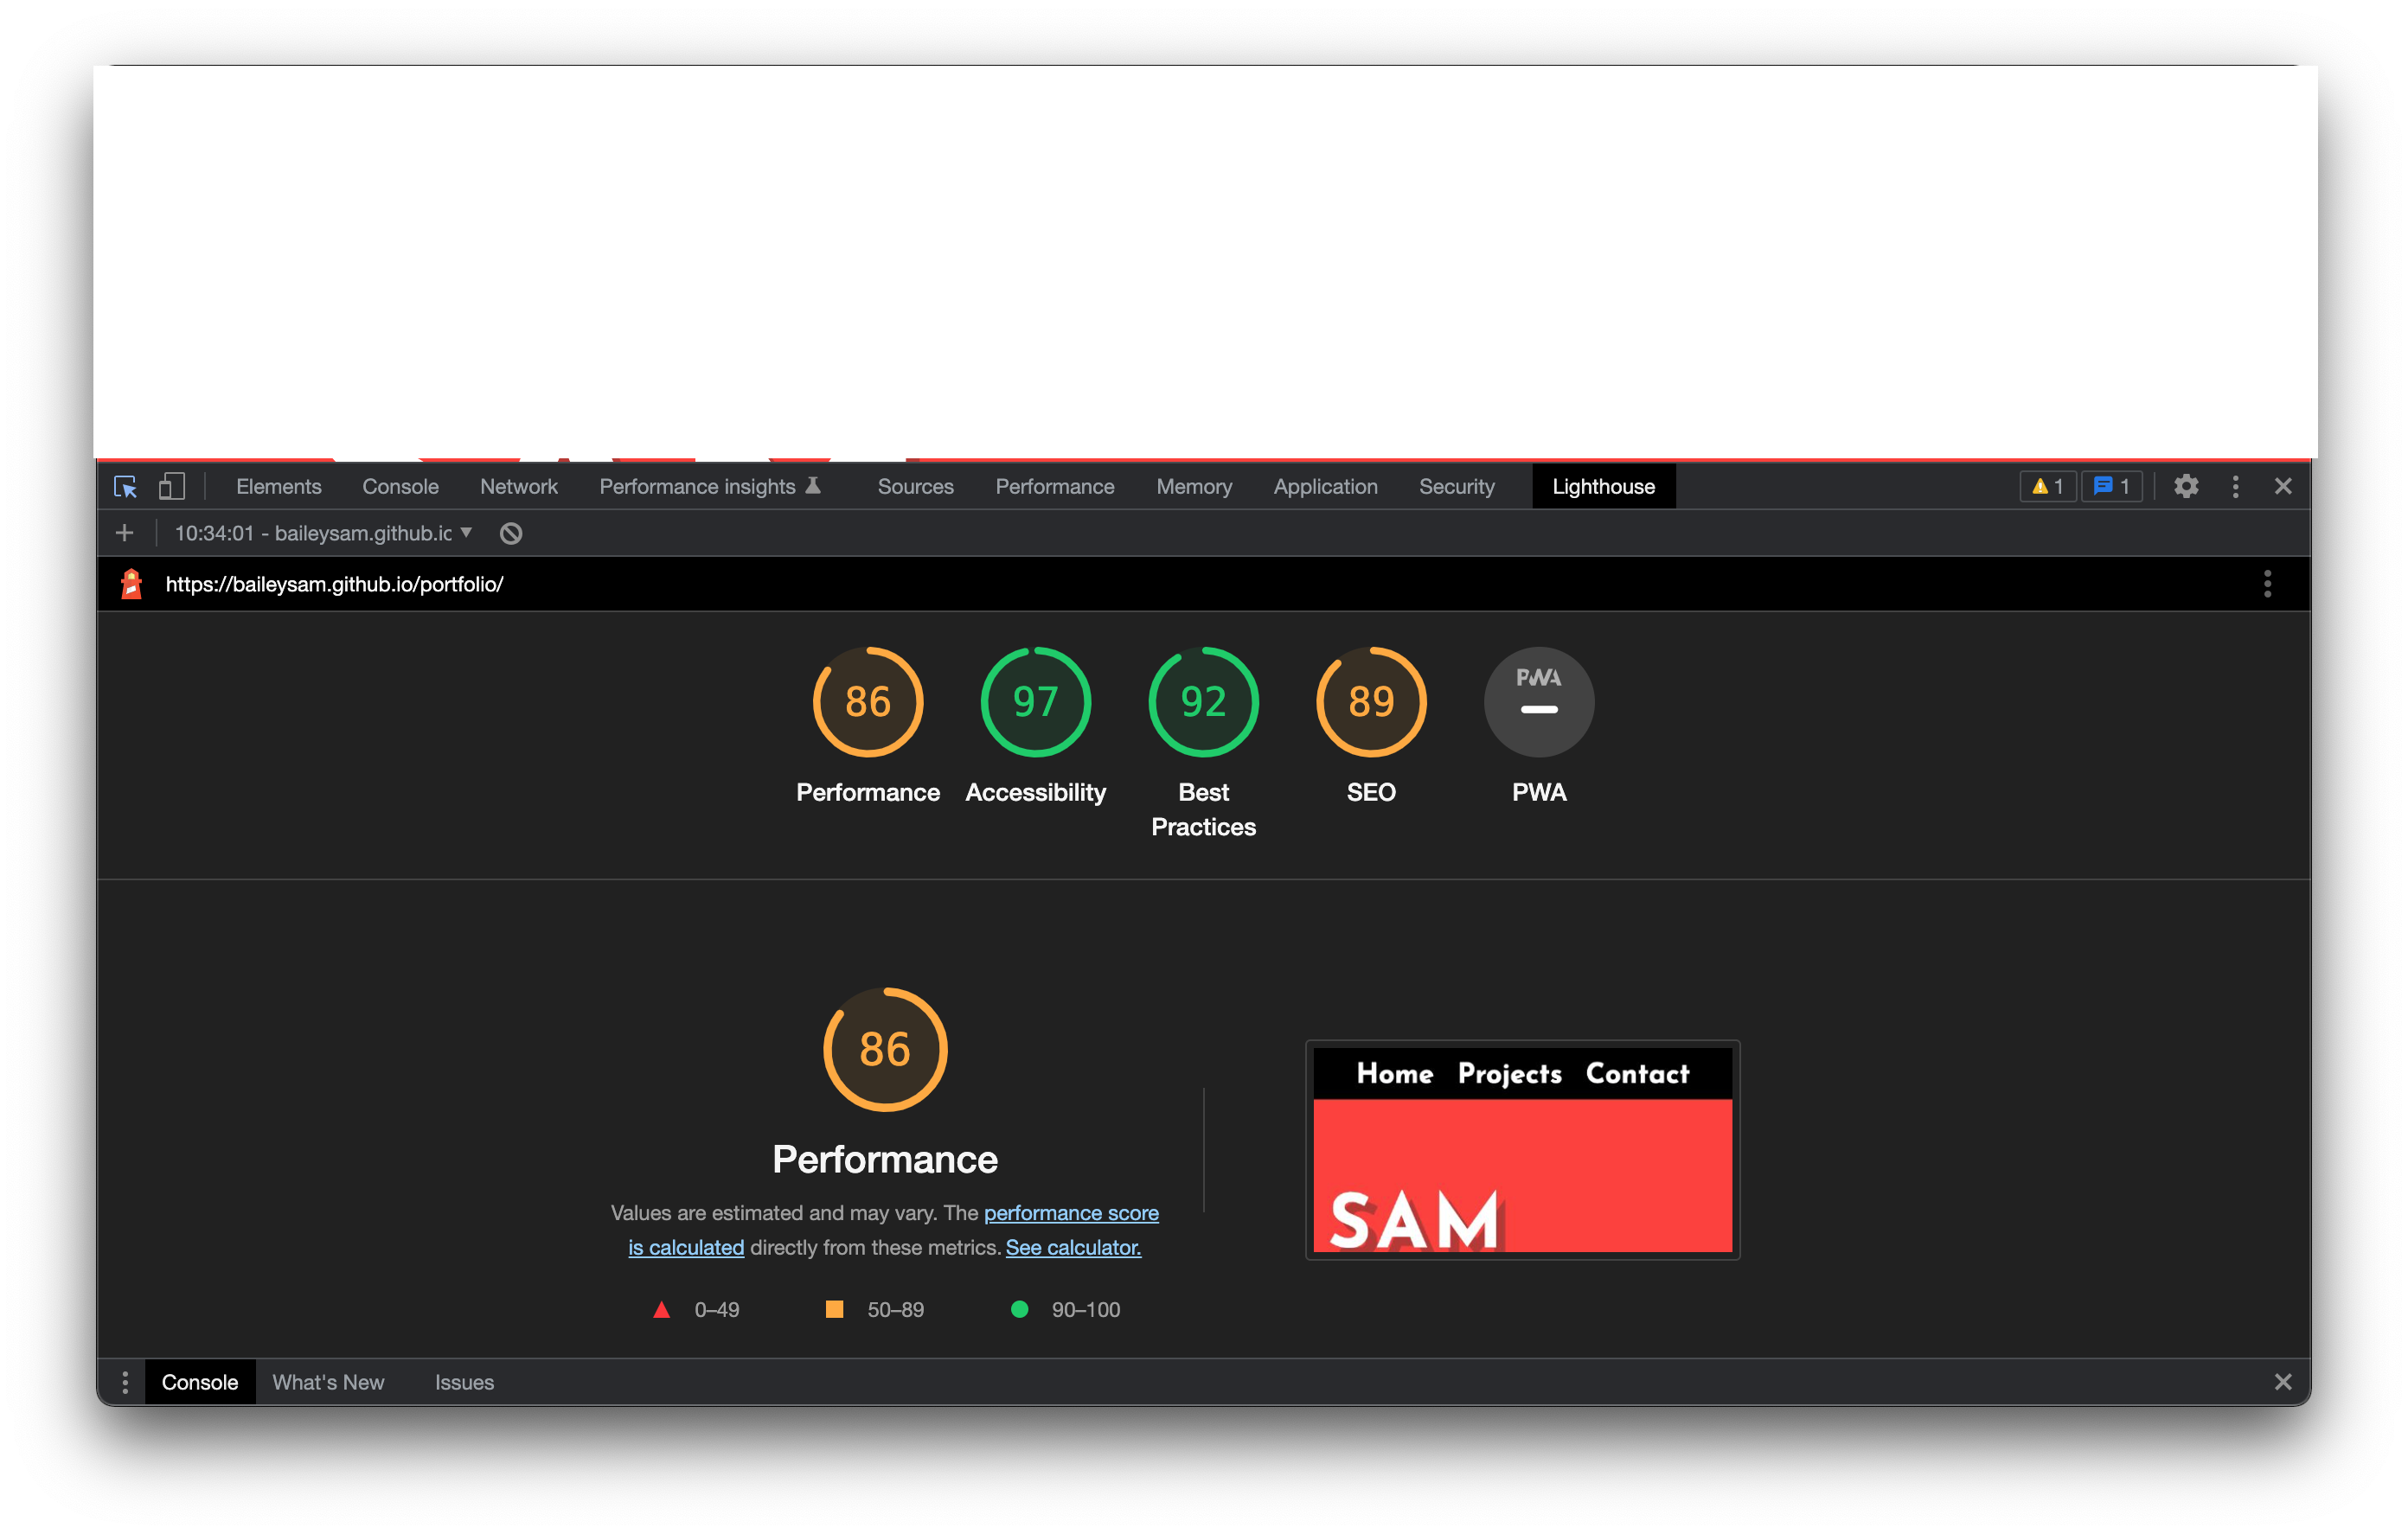 Elements Console Network Performance insights Sources Performance Memory Application Security Lighthouse 1 1
10:34:01 - baileysam.github.io
https://baileysam.github.io/portfolio/
86 97 92 89 PWA
Performance Accessibility Best Practices SEO PWA
86
Performance
Values are estimated and may vary. The performance score
is calculated directly from these metrics. See calculator.
0–49 50–89 90–100
Home Projects Contact
SAM
Console What's New Issues